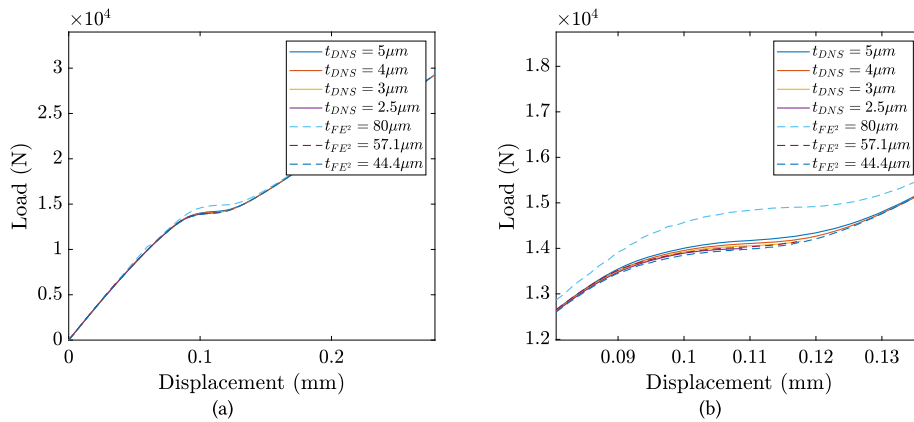 ×10⁴
3
2.5
2
1.5
1
0.5
0
0
0.1
0.2
Load (N)
Displacement (mm)
t_DNS = 5μm
t_DNS = 4μm
t_DNS = 3μm
t_DNS = 2.5μm
t_FE² = 80μm
t_FE² = 57.1μm
t_FE² = 44.4μm
(a)
×10⁴
1.8
1.7
1.6
1.5
1.4
1.3
1.2
0.09
0.1
0.11
0.12
0.13
Load (N)
Displacement (mm)
t_DNS = 5μm
t_DNS = 4μm
t_DNS = 3μm
t_DNS = 2.5μm
t_FE² = 80μm
t_FE² = 57.1μm
t_FE² = 44.4μm
(b)